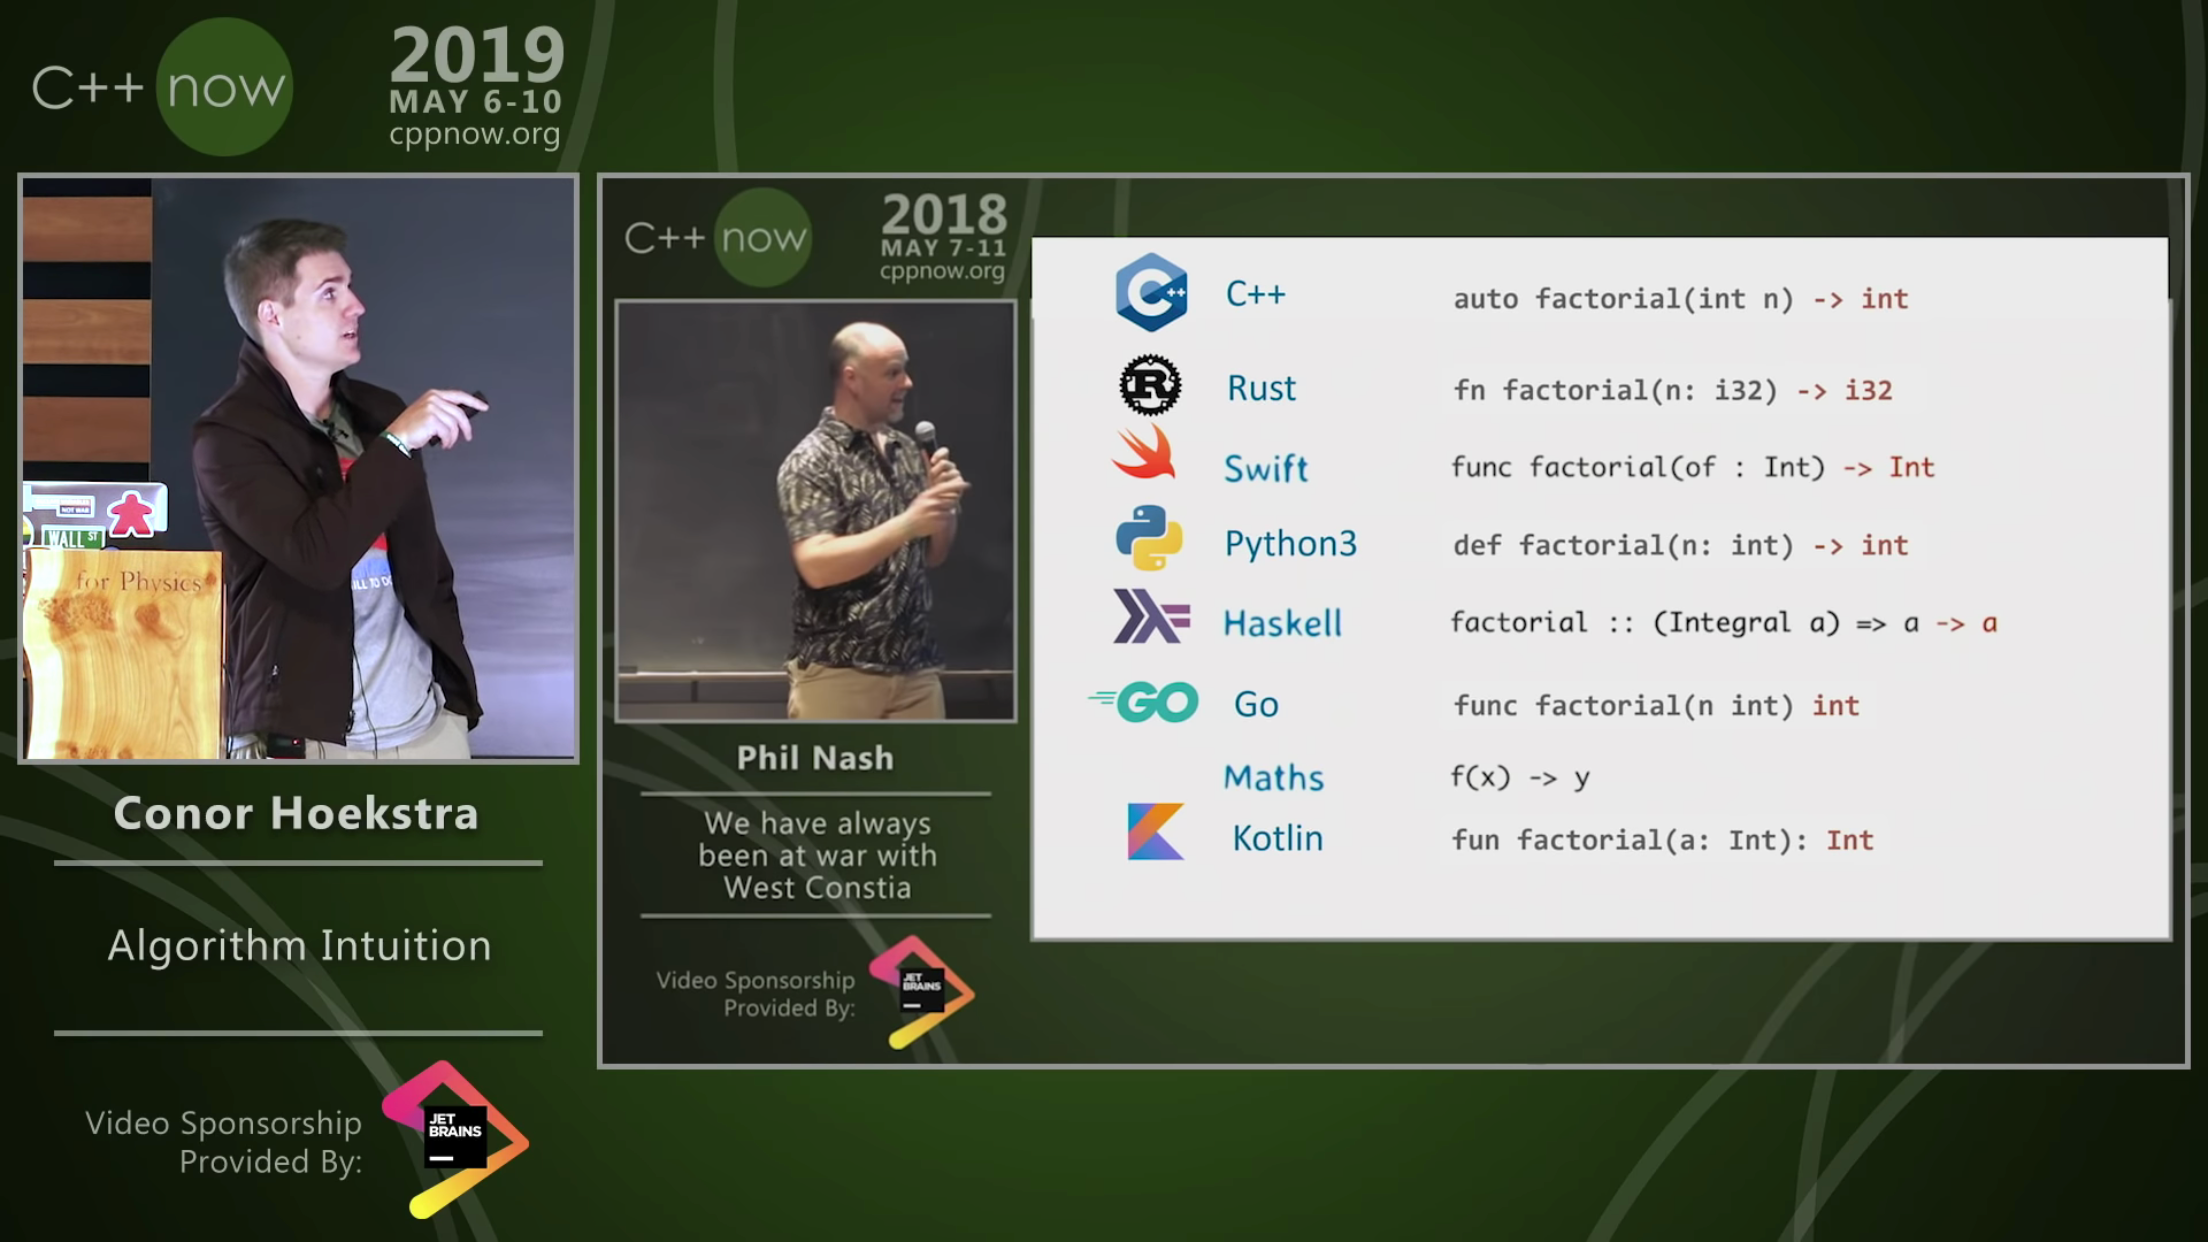 C++ now
2019
MAY 6-10
cppnow.org
WALL ST
for Physics
Conor Hoekstra
Algorithm Intuition
Video Sponsorship
Provided By:
JET
BRAINS
C++ now
2018
MAY 7-11
cppnow.org
Phil Nash
We have always
been at war with
West Constia
Video Sponsorship
Provided By:
JET
BRAINS
C++ auto factorial(int n) -> int
Rust fn factorial(n: i32) -> i32
Swift func factorial(of : Int) -> Int
Python3 def factorial(n: int) -> int
Haskell factorial :: (Integral a) => a -> a
GO Go func factorial(n int) int
Maths f(x) -> y
Kotlin fun factorial(a: Int): Int